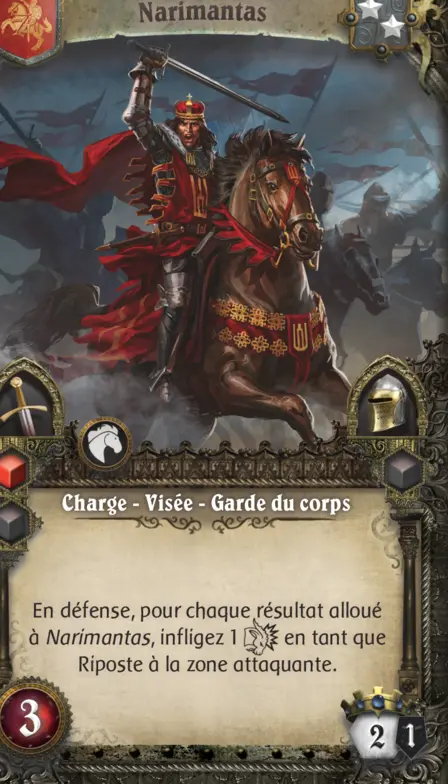 Narimantas
Charge - Visée - Garde du corps
En défense, pour chaque résultat alloué
à Narimantas, infligez 1 en tant que
Riposte à la zone attaquante.
3
2 1